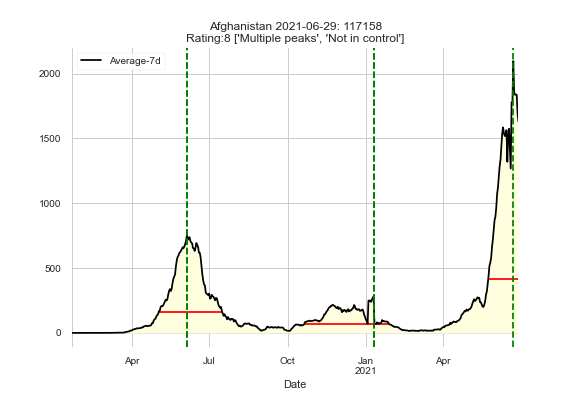 Afghanistan 2021-06-29: 117158
Rating:8 ['Multiple peaks', 'Not in control']
Average-7d
2000
1500
1000
500
0
Apr
Jul
Oct
Jan
2021
Apr
Date